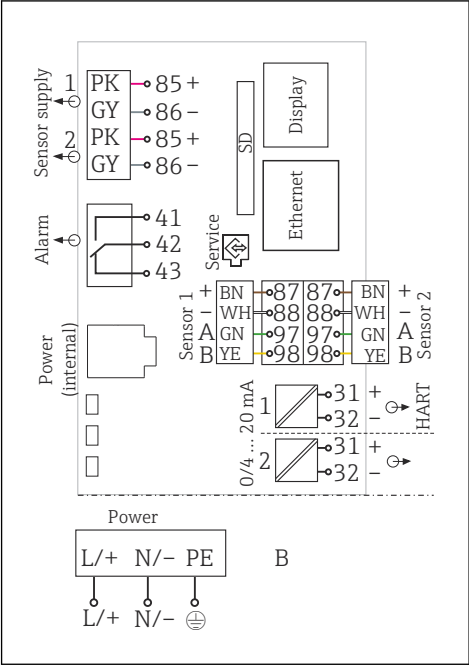 Sensor supply
1 PK 85 +
GY 86 –
2 PK 85 +
GY 86 –
Display
SD
Ethernet
Alarm
41
42
43
Service
Power
(internal)
Sensor 1
+ BN 87 87 BN +
– WH 88 88 WH –
A GN 97 97 GN A
B YE 98 98 YE B
Sensor 2
0/4 ... 20 mA
1 31 +
32 –
HART
2 31 +
32 –
Power
L/+ N/– PE
B
L/+ N/–